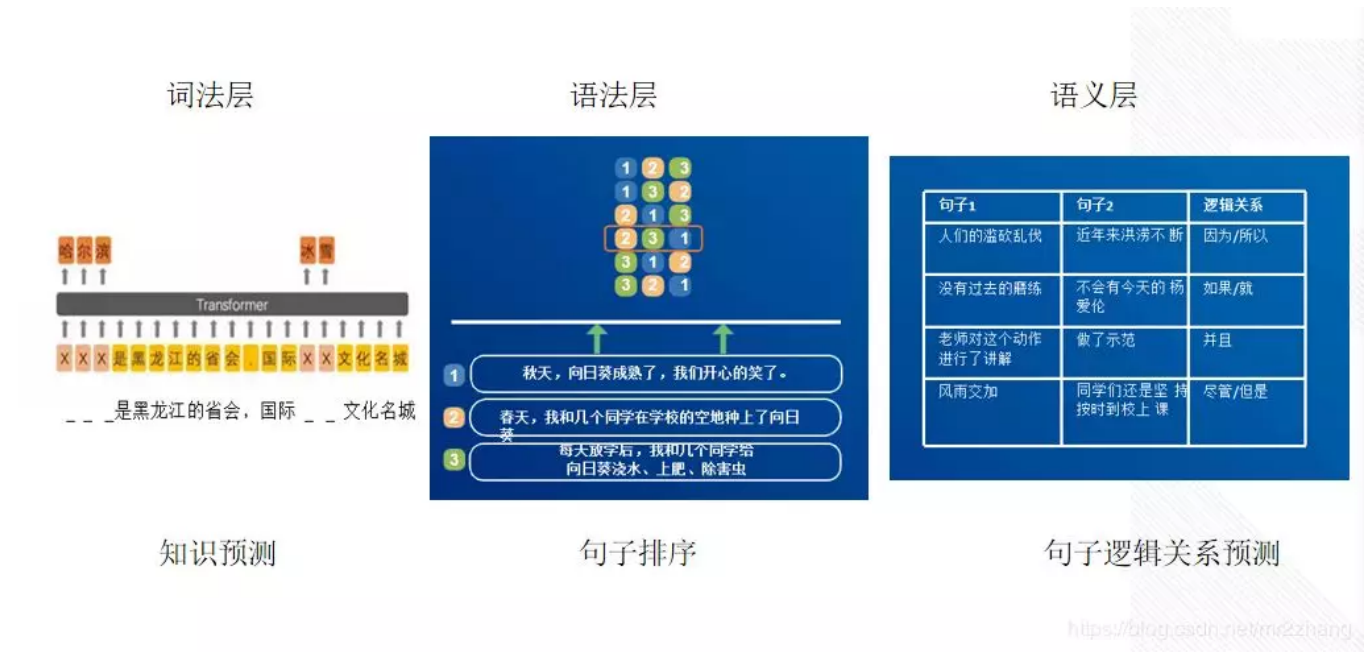 词法层
语法层
语义层
哈尔滨
冰雪
Transformer
XXX是黑龙江的省会，国际XX文化名城
_ _ _是黑龙江的省会，国际 _ _ 文化名城
1 2 3
1 3 2
2 1 3
2 3 1
3 1 2
3 2 1
1 秋天，向日葵成熟了，我们开心的笑了。
2 春天，我和几个同学在学校的空地种上了向日
葵
3 每天放学后，我和几个同学给
向日葵浇水、上肥、除害虫
句子1 句子2 逻辑关系
人们的滥砍乱伐 近年来洪涝不 断 因为/所以
没有过去的磨练 不会有今天的 杨 如果/就
爱伦
老师对这个动作 做了示范 并且
进行了讲解
风雨交加 同学们还是坚 持 尽管/但是
按时到校上 课
知识预测
句子排序
句子逻辑关系预测
https://blog.csdn.net/mr2zhang